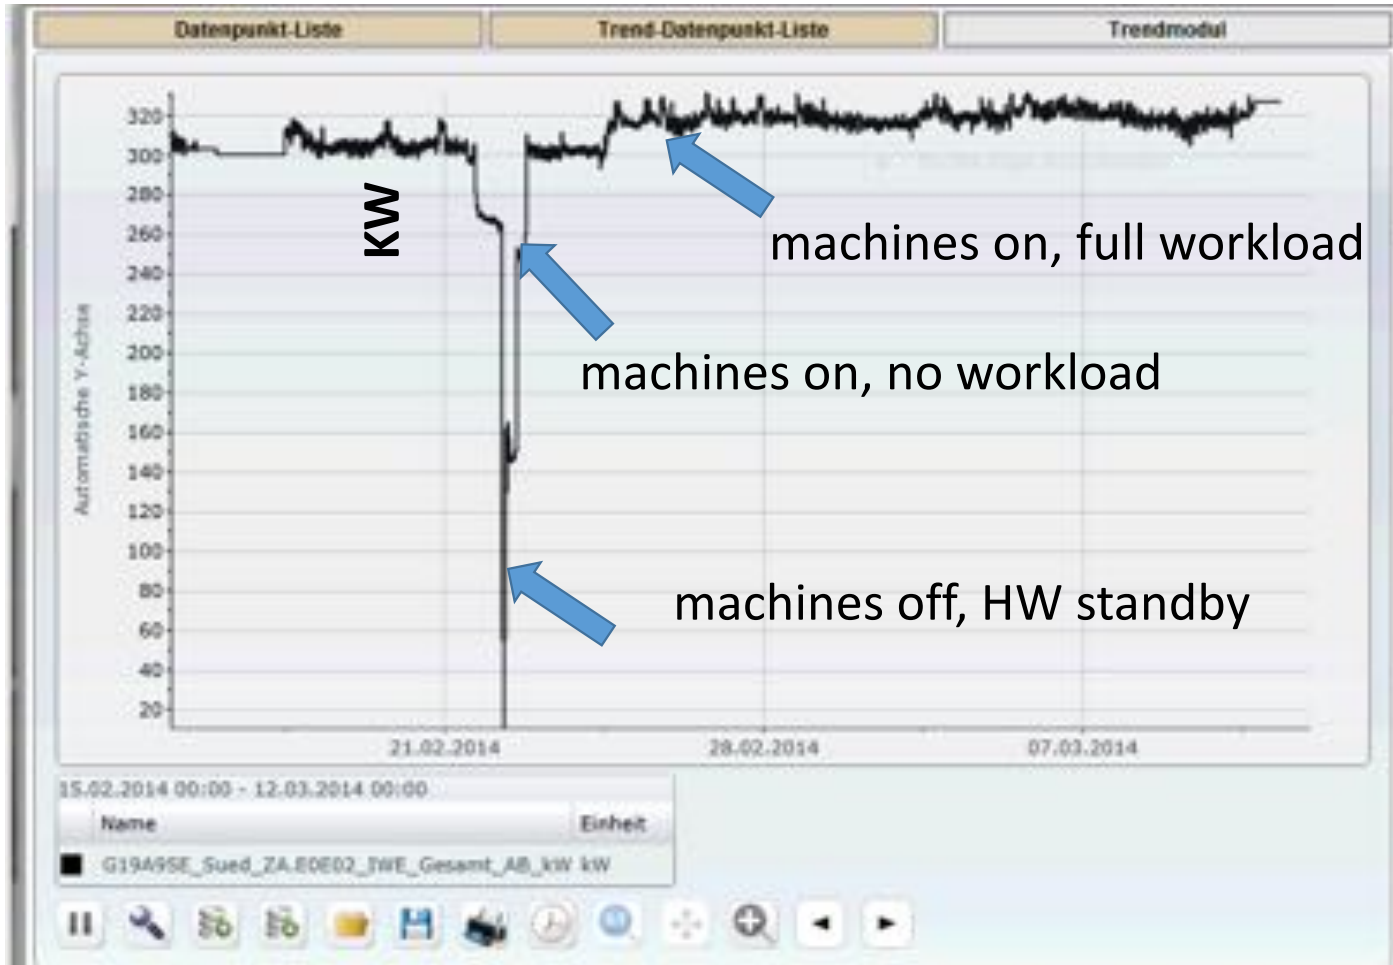 Datenpunkt-Liste Trend-Datenpunkt-Liste Trendmodul
320
300
280
260
240
220
200
180
160
140
120
100
80
60
40
20
Automatische Y-Achse
KW
machines on, full workload
machines on, no workload
machines off, HW standby
21.02.2014 28.02.2014 07.03.2014
15.02.2014 00:00 - 12.03.2014 00:00
Name Einheit
kW